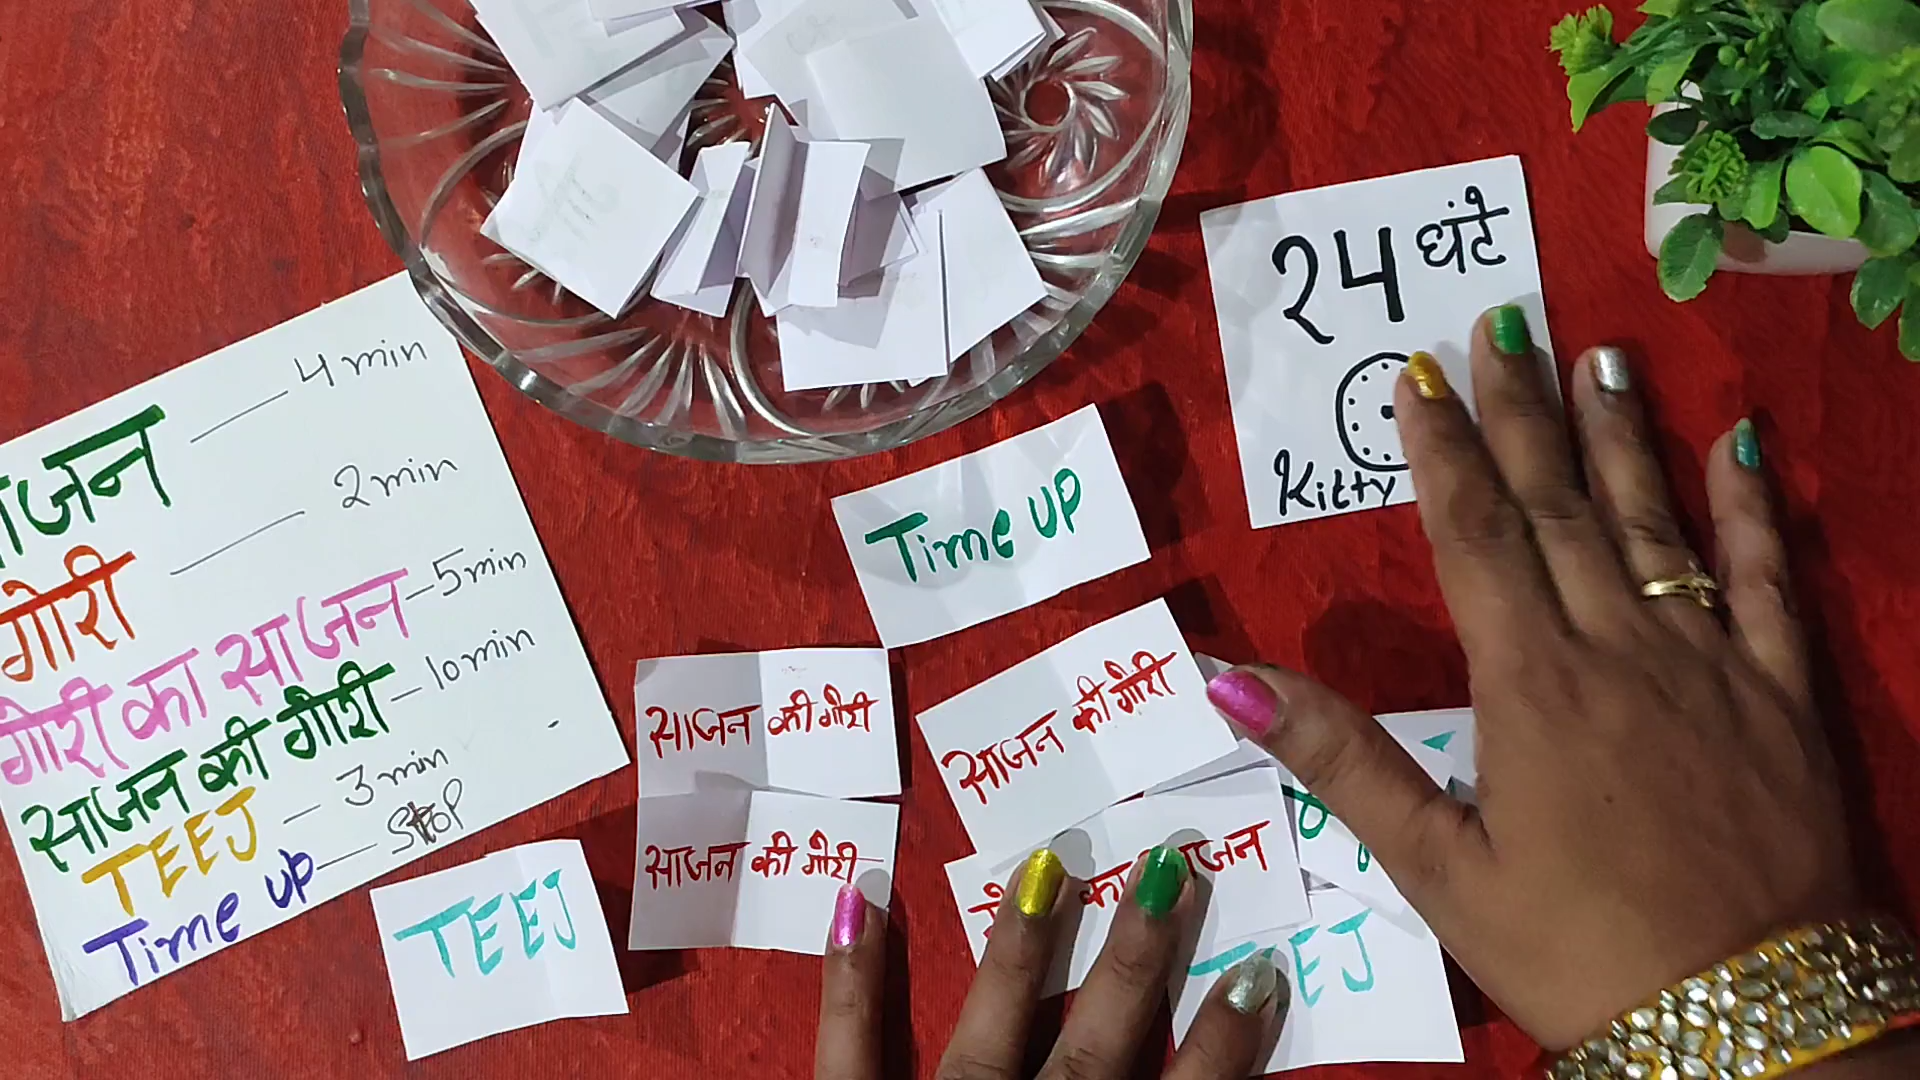 साजन — 4 min
गोरी — 2 min
गोरी का साजन - 5 min
साजन की गोरी - 10 min
TEEJ - 3 min
Time UP - STOP
TEEJ
२५ घंटे
Kitty
Time UP
साजन की गोरी
साजन की गोरी
साजन की गोरी
का साजन
TEEJ